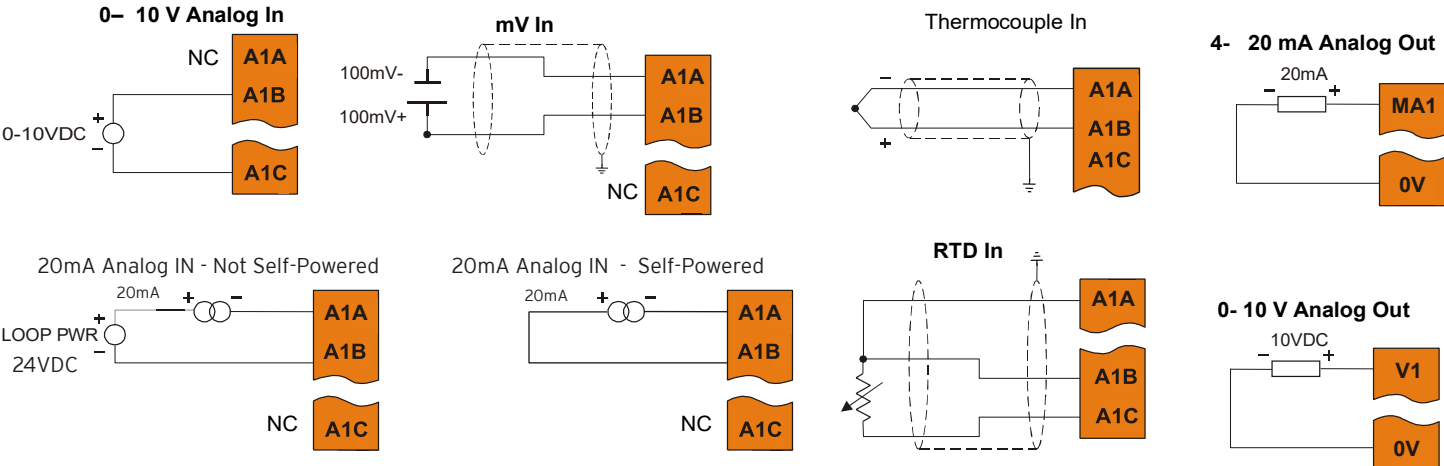 0– 10 V Analog In
NC
A1A
A1B
0-10VDC
+
–
A1C
mV In
100mV-
100mV+
A1A
A1B
NC
A1C
Thermocouple In
–
+
A1A
A1B
A1C
4- 20 mA Analog Out
20mA
–
+
MA1
0V
20mA Analog IN - Not Self-Powered
20mA
+
–
LOOP PWR
+
–
24VDC
A1A
A1B
NC
A1C
20mA Analog IN - Self-Powered
20mA
+
–
A1A
A1B
NC
A1C
RTD In
A1A
A1B
A1C
0- 10 V Analog Out
10VDC
–
+
V1
0V